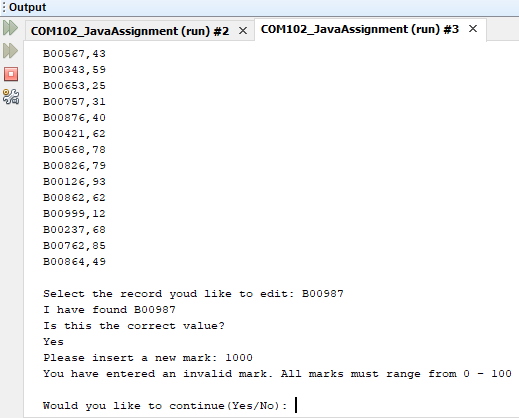 Output
COM102_JavaAssignment (run) #2 × COM102_JavaAssignment (run) #3 ×
B00567,43
B00343,59
B00653,25
B00757,31
B00876,40
B00421,62
B00568,78
B00826,79
B00126,93
B00862,62
B00999,12
B00237,68
B00762,85
B00864,49
Select the record youd like to edit: B00987
I have found B00987
Is this the correct value?
Yes
Please insert a new mark: 1000
You have entered an invalid mark. All marks must range from 0 - 100
Would you like to continue(Yes/No):